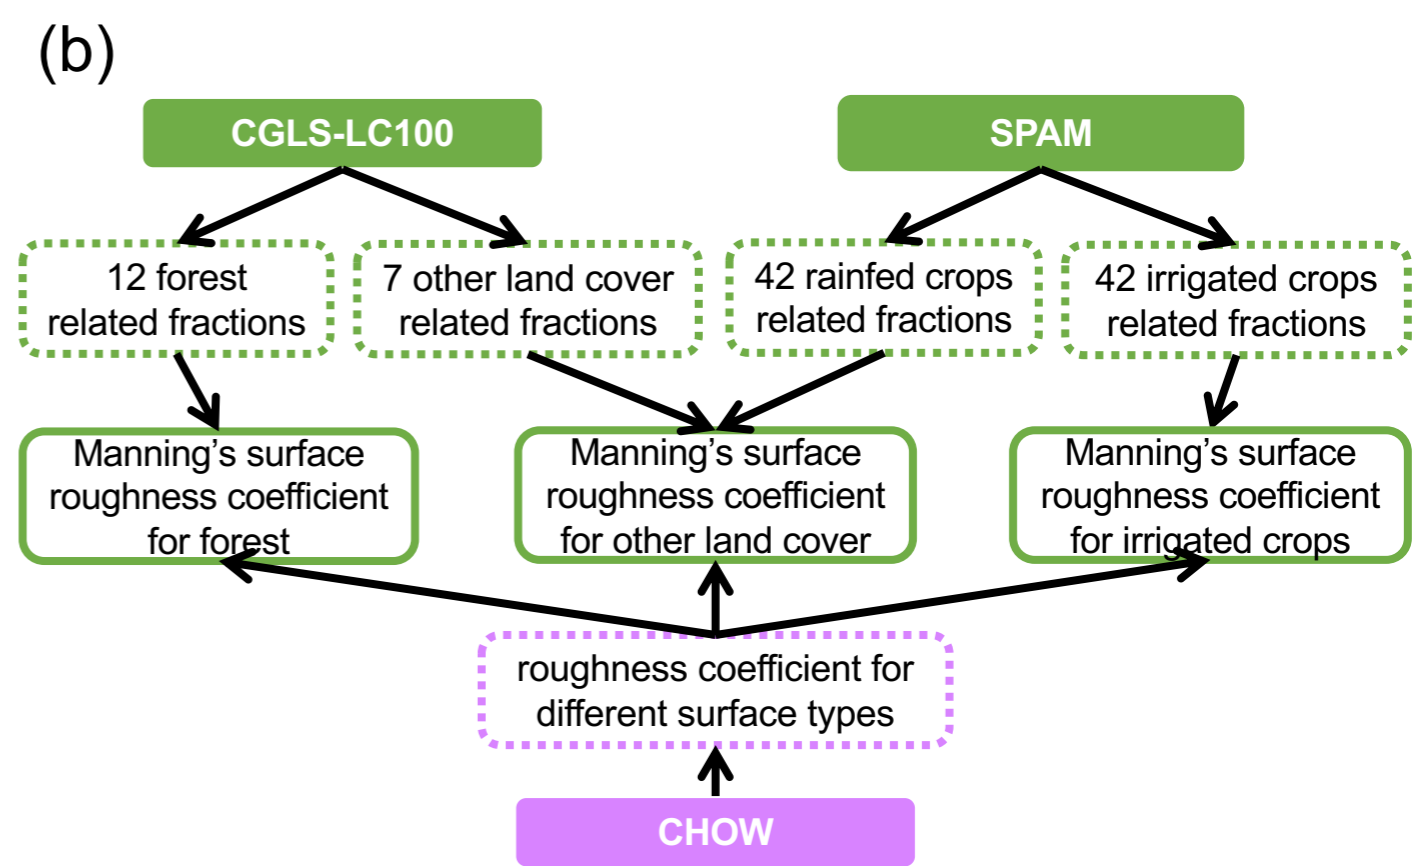 (b)
CGLS-LC100
SPAM
12 forest
related fractions
7 other land cover
related fractions
42 rainfed crops
related fractions
42 irrigated crops
related fractions
Manning’s surface
roughness coefficient
for forest
Manning’s surface
roughness coefficient
for other land cover
Manning’s surface
roughness coefficient
for irrigated crops
roughness coefficient for
different surface types
CHOW